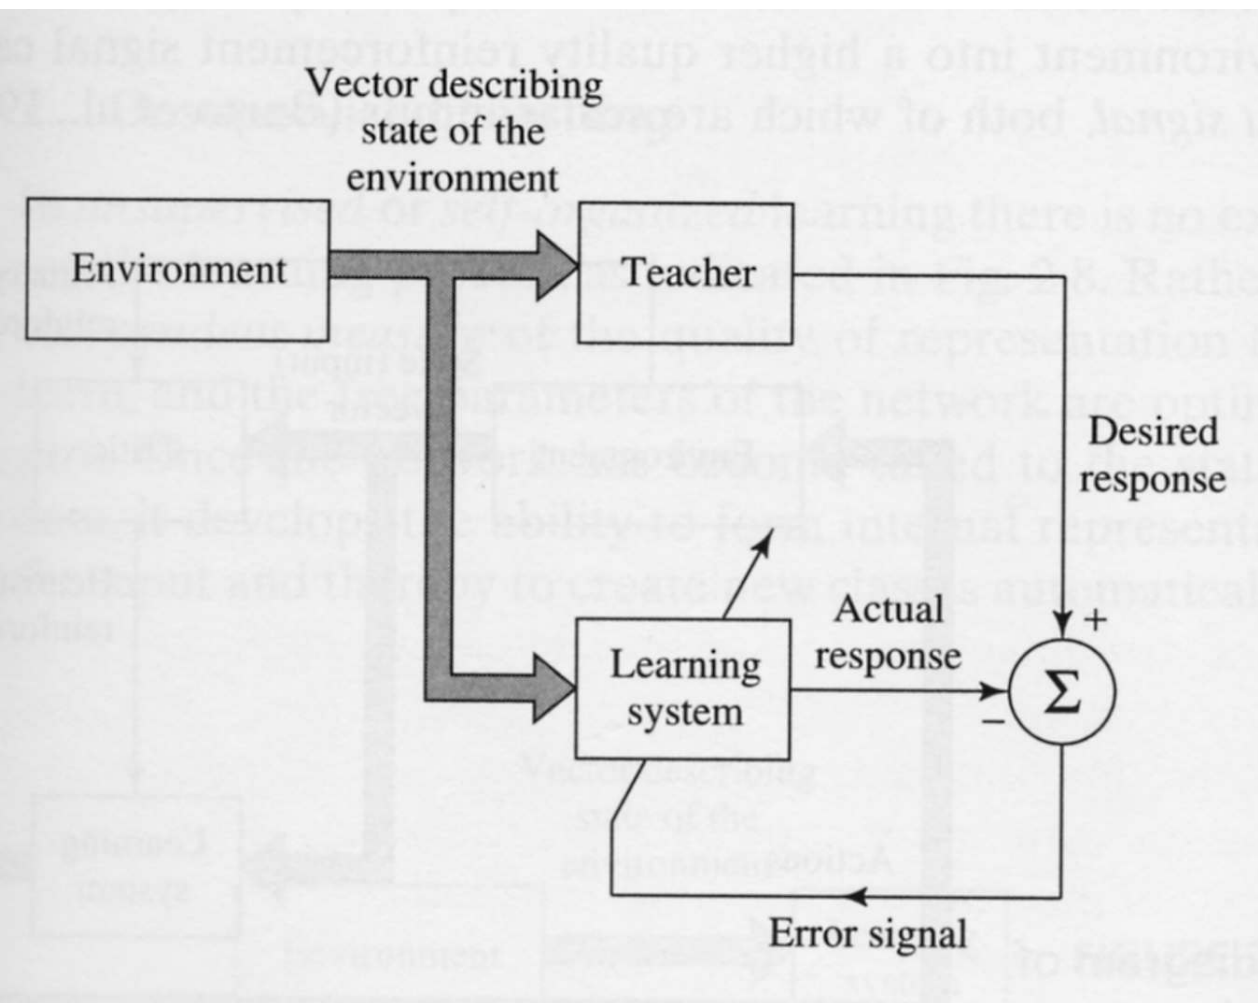 Vector describing
state of the
environment
Environment
Teacher
Desired
response
+
Actual
response
Learning
system
−
Σ
Error signal